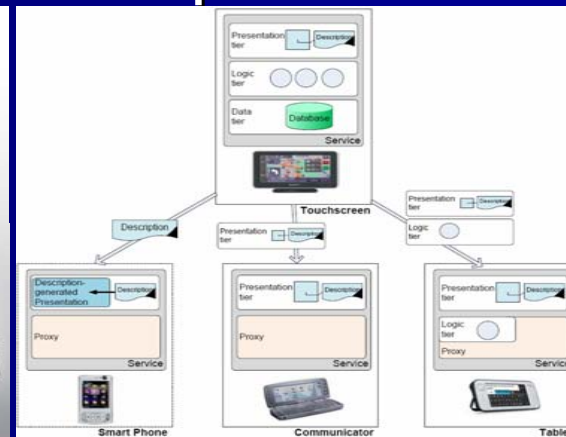 Presentation
tier
Description
Logic
tier
Data
tier
Database
Service
Touchscreen
Description
Presentation
tier
Description
Presentation
tier
Description
Logic
tier
Description-
generated
Presentation
Description
Proxy
Service
Smart Phone
Presentation
tier
Description
Proxy
Service
Communicator
Presentation
tier
Description
Logic
tier
Proxy
Service
Table